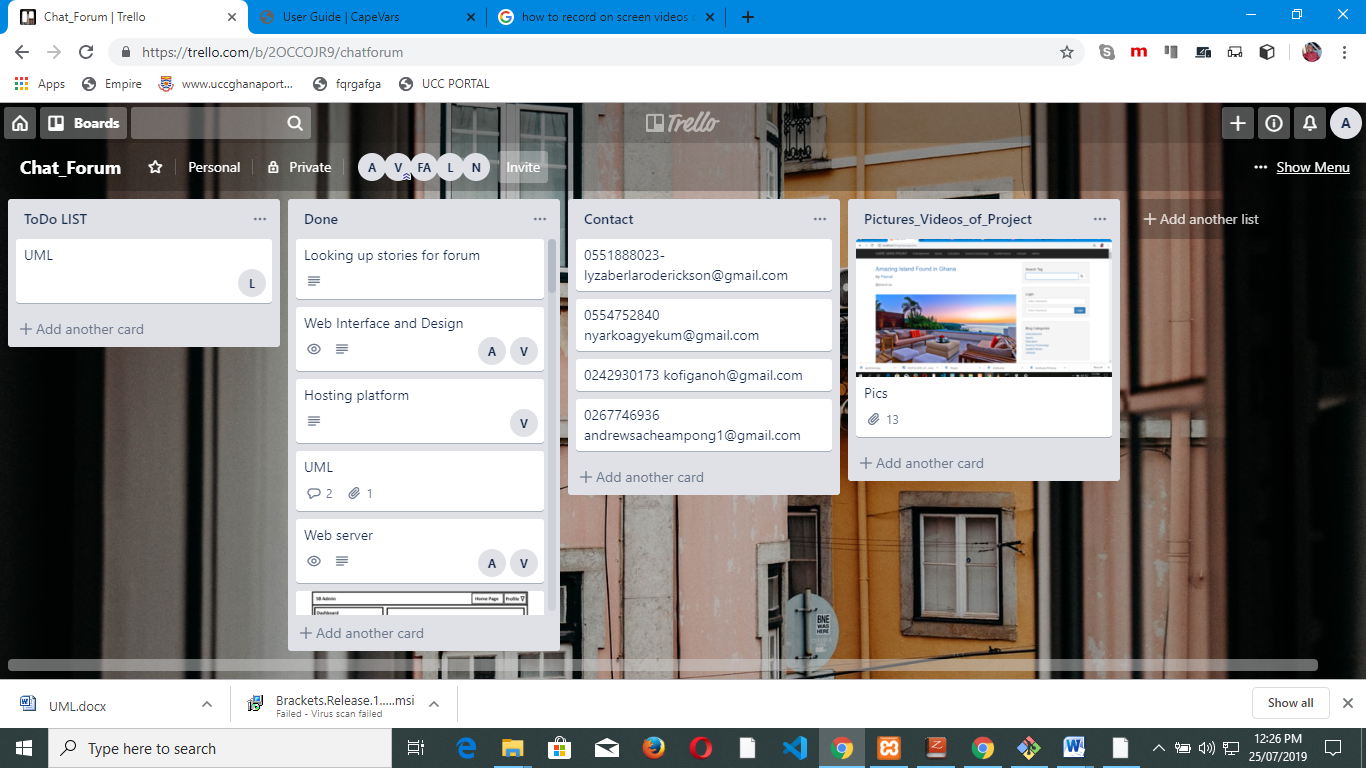 Chat_Forum | Trello
User Guide | CapeVars
how to record on screen videos
https://trello.com/b/2OCCOJR9/chatforum
Apps
Empire
www.uccghanaport...
fqrgafga
UCC PORTAL
Boards
Trello
A
Chat_Forum
Personal
Private
A V FA L N
Invite
... Show Menu
ToDo LIST
UML
L
+ Add another card
Done
Looking up stories for forum
Web Interface and Design
A V
Hosting platform
V
UML
2 1
Web server
A V
SB Admin
Home Page
Profile
Dashboard
+ Add another card
Contact
0551888023-
lyzaberlaroderickson@gmail.com
0554752840
nyarkoagyekum@gmail.com
0242930173 kofiganoh@gmail.com
0267746936
andrewsacheampong1@gmail.com
+ Add another card
Pictures_Videos_of_Project
Amazing Island Found in Ghana
Search Tag
Login
Blog Categories
Pics
13
+ Add another card
+ Add another list
BNE
WAS
HERE
UML.docx
Brackets.Release.1.....msi
Failed - Virus scan failed
Show all
Type here to search
12:26 PM
25/07/2019